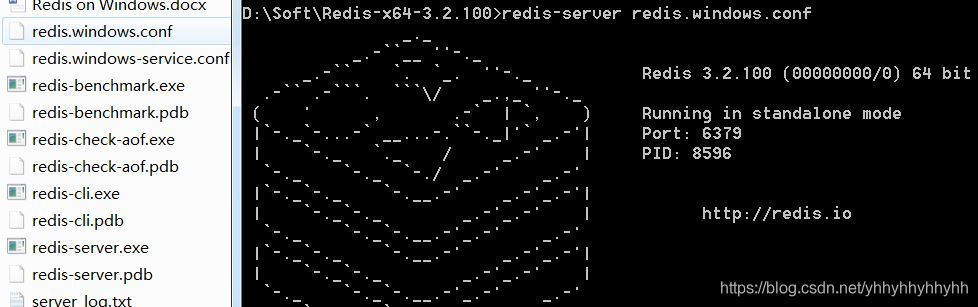 Redis on Windows.docx
redis.windows.conf
redis.windows-service.conf
redis-benchmark.exe
redis-benchmark.pdb
redis-check-aof.exe
redis-check-aof.pdb
redis-cli.exe
redis-cli.pdb
redis-server.exe
redis-server.pdb
server_log.txt
D:\Soft\Redis-x64-3.2.100>redis-server redis.windows.conf
Redis 3.2.100 (00000000/0) 64 bit
Running in standalone mode
Port: 6379
PID: 8596
http://redis.io
https://blog.csdn.net/yhhyhhyhhyhh